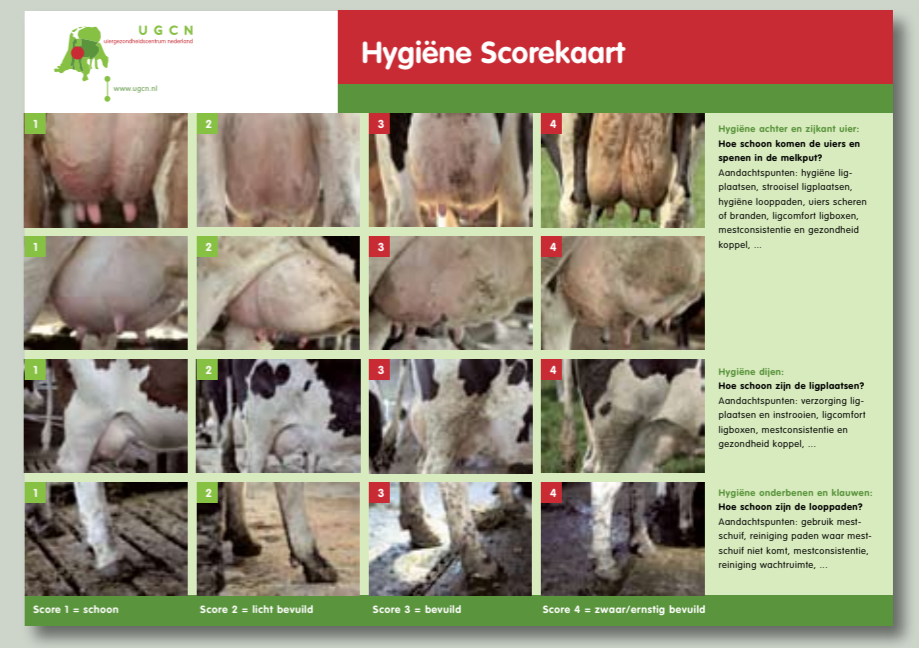 UGCN
uiergezondheidscentrum nederland
www.ugcn.nl
Hygiëne Scorekaart
1
2
3
4
Hygiëne achter en zijkant uier:
Hoe schoon komen de uiers en
spenen in de melkput?
Aandachtspunten: hygiëne lig-
plaatsen, strooisel ligplaatsen,
hygiëne looppaden, uiers scheren
of branden, ligcomfort ligboxen,
mestconsistentie en gezondheid
koppel, ...
1
2
3
4
1
2
3
4
Hygiëne dijen:
Hoe schoon zijn de ligplaatsen?
Aandachtspunten: verzorging lig-
plaatsen en instrooien, ligcomfort
ligboxen, mestconsistentie en
gezondheid koppel, ...
1
2
3
4
Hygiëne onderbenen en klauwen:
Hoe schoon zijn de looppaden?
Aandachtspunten: gebruik mest-
schuif, reiniging paden waar mest-
schuif niet komt, mestconsistentie,
reiniging wachtruimte, ...
Score 1 = schoon
Score 2 = licht bevuild
Score 3 = bevuild
Score 4 = zwaar/ernstig bevuild